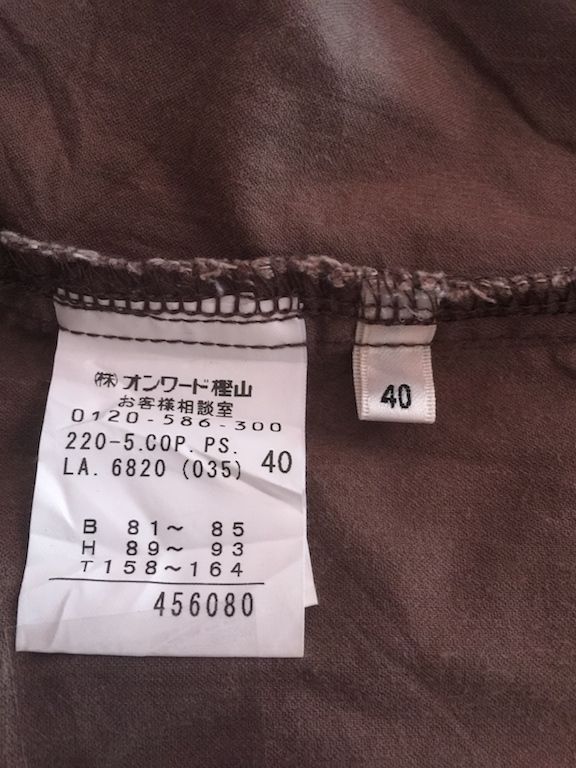 ㈱オンワード樫山
お客様相談室
0120-586-300
220-5.COP.PS.
LA.6820 (035) 40
B 81～ 85
H 89～ 93
T 158～164
456080
40